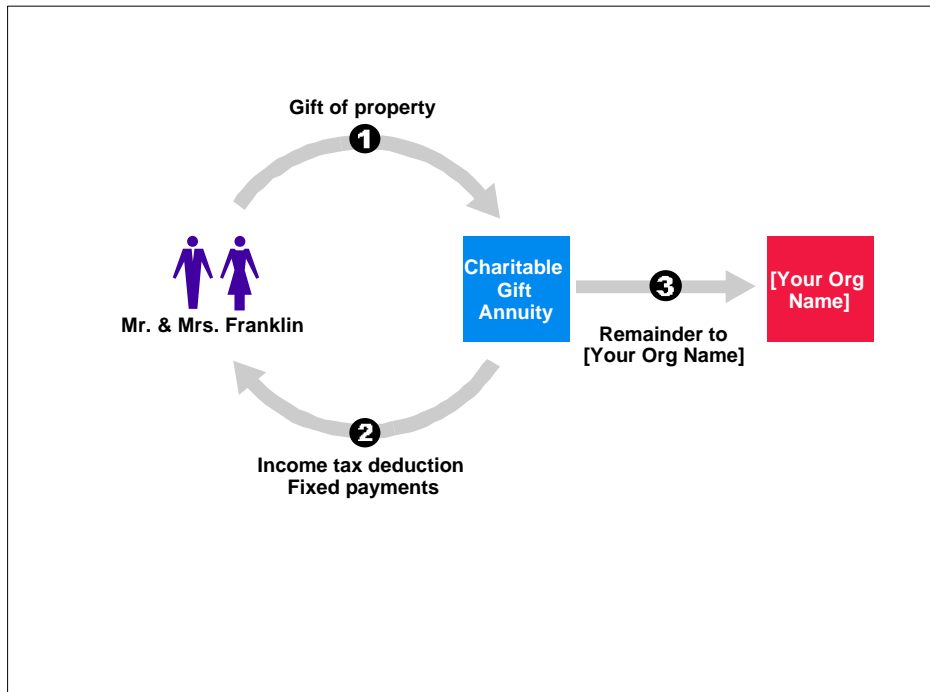 Gift of property
1
Mr. & Mrs. Franklin
Charitable
Gift
Annuity
3
Remainder to
[Your Org Name]
[Your Org
Name]
2
Income tax deduction
Fixed payments